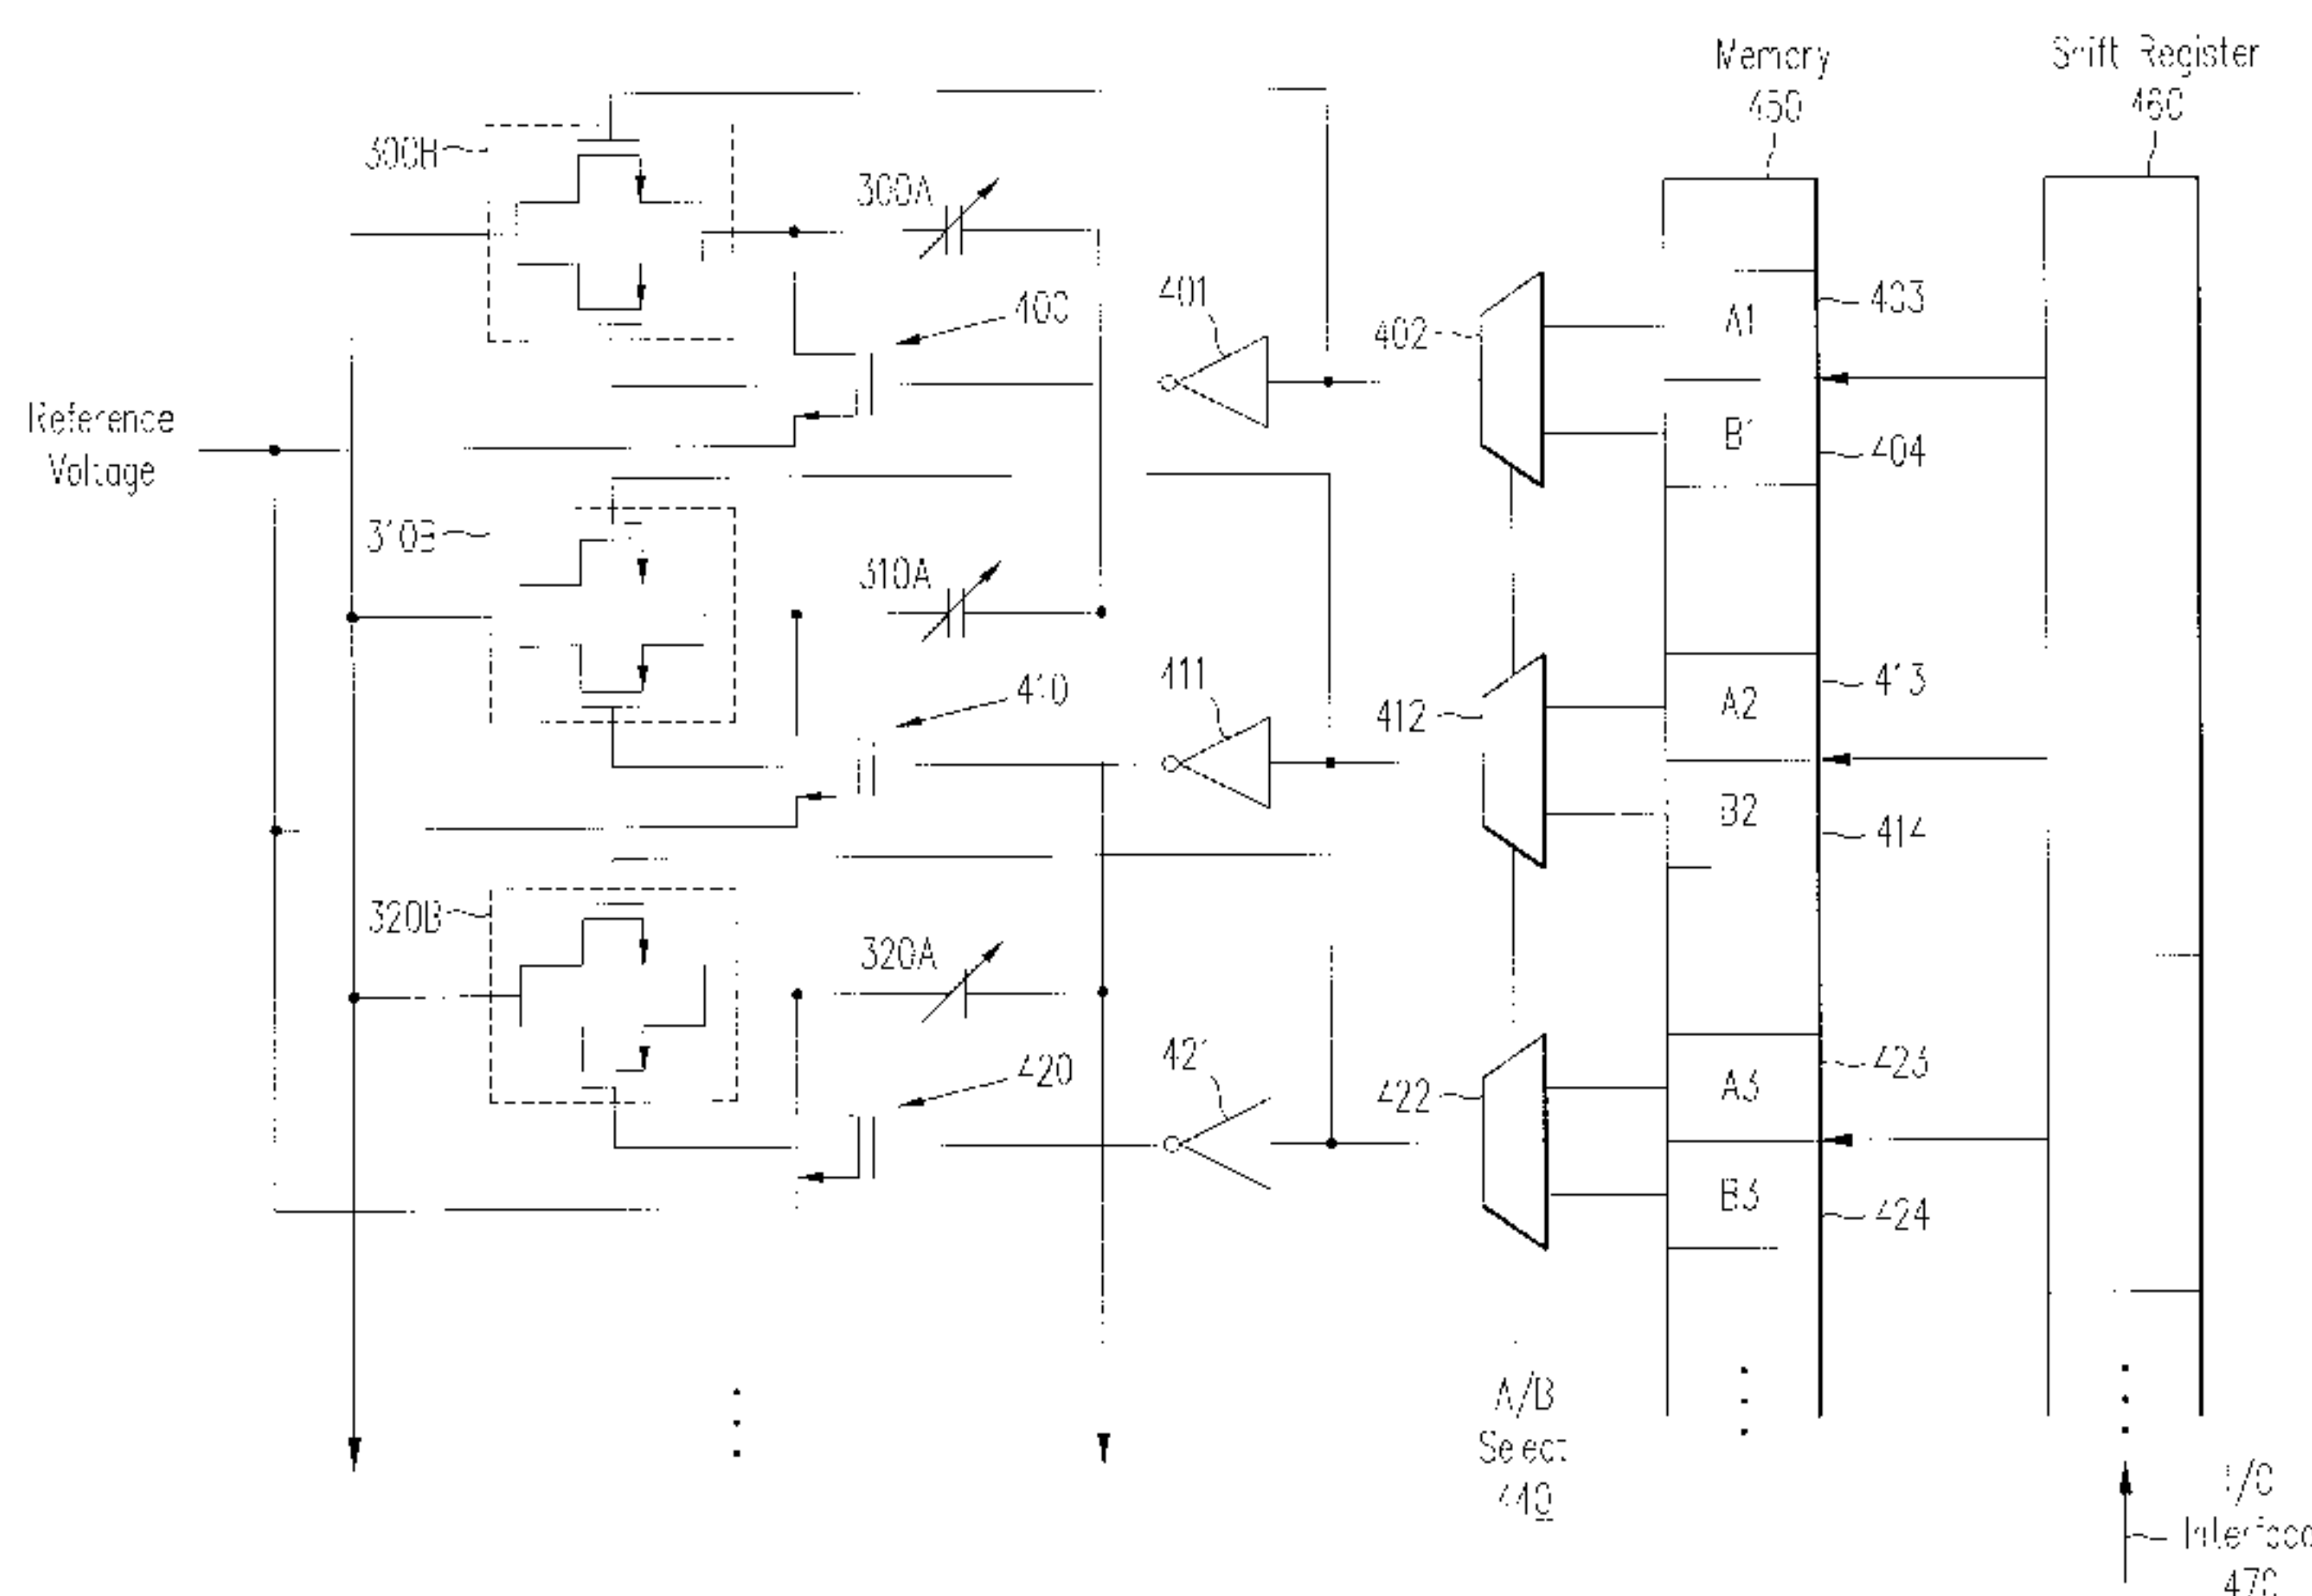 Memory
450
Shift Register
460
300B
300A
400
401
402
A1
403
B1
404
Reference
Voltage
310B
310A
410
411
412
A2
413
B2
414
320B
320A
420
421
422
A3
423
B3
424
A/B
Select
440
I/O
Interface
470